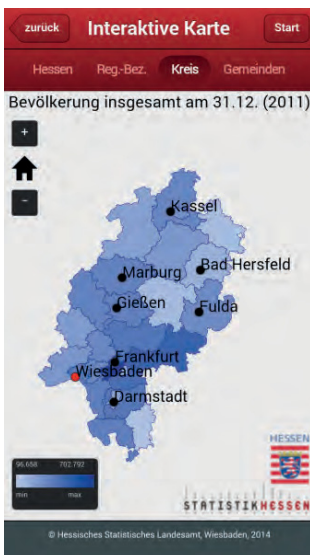 zurück Interaktive Karte Start
Hessen Reg.-Bez. Kreis Gemeinden
Bevölkerung insgesamt am 31.12. (2011)
+
-
Kassel
Bad Hersfeld
Marburg
Gießen
Fulda
Frankfurt
Wiesbaden
Darmstadt
HESSEN
96.658 702.792
min max
STATISTIKHESSEN
© Hessisches Statistisches Landesamt, Wiesbaden, 2014